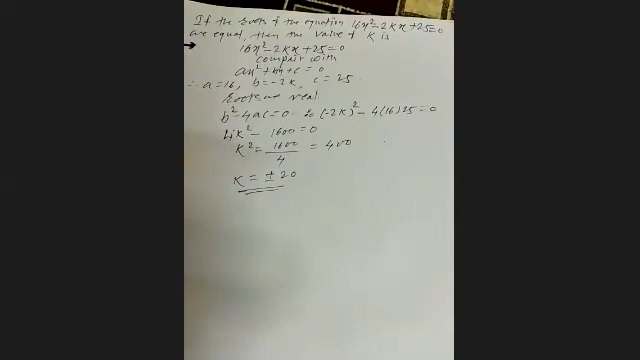 If the roots of the equation 16x²-2Kx+25=0
are equal, then the value of K is
→ 16x²-2Kx+25=0
compair with
ax²+bx+c=0
∴ a=16, b=-2K, c=25.
Roots are real
b²-4ac=0 (-2K)²-4(16)25=0
4K²-1600=0
K²=1600/4=400
K=±20